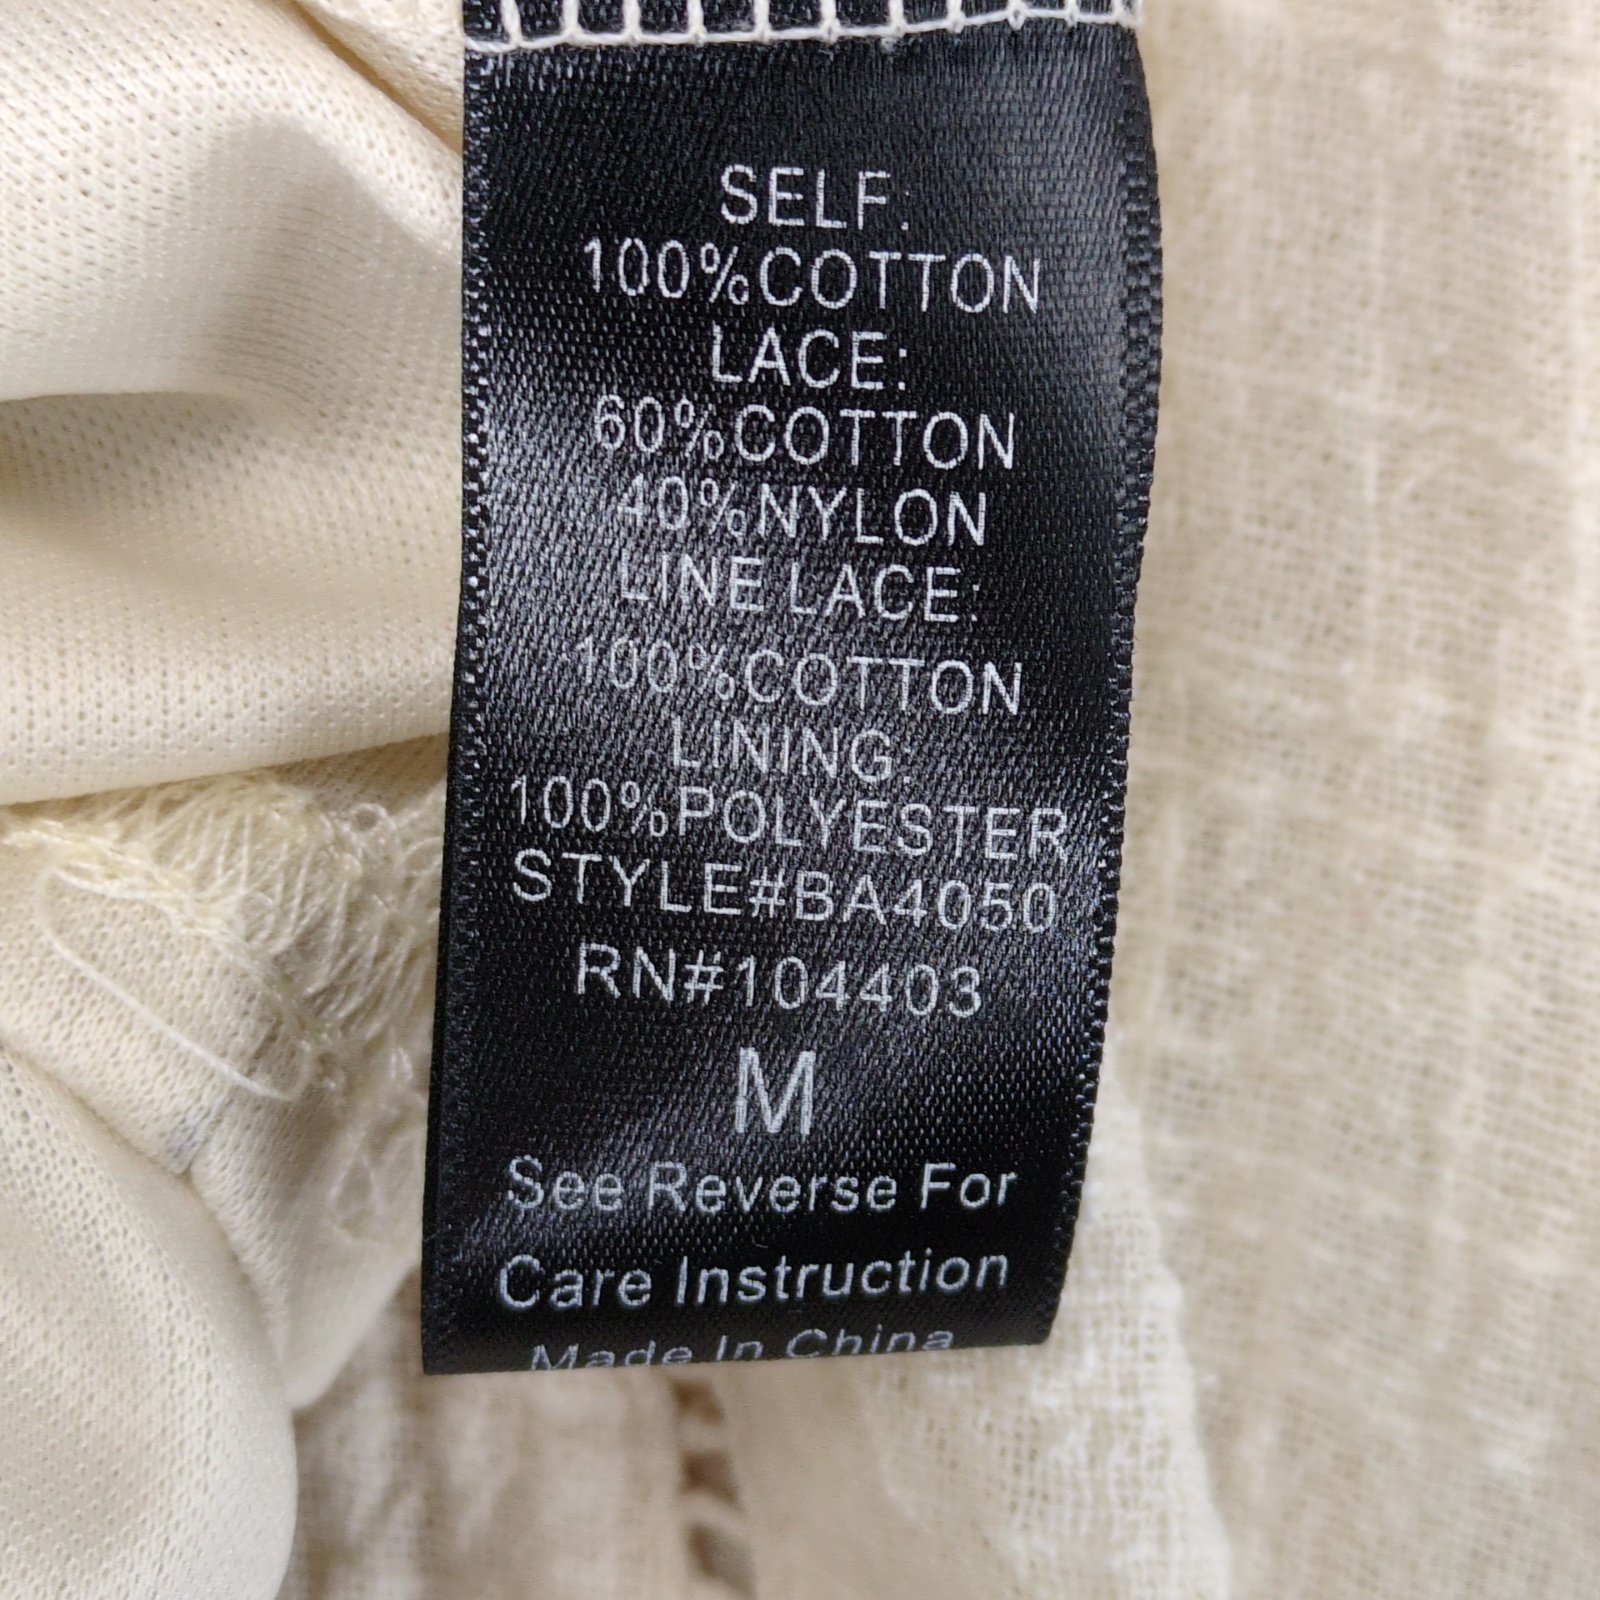 SELF:
100%COTTON
LACE:
60%COTTON
40%NYLON
LINE LACE:
100%COTTON
LINING:
100%POLYESTER
STYLE#BA4050
RN#104403
M
See Reverse For
Care Instruction
Made In China